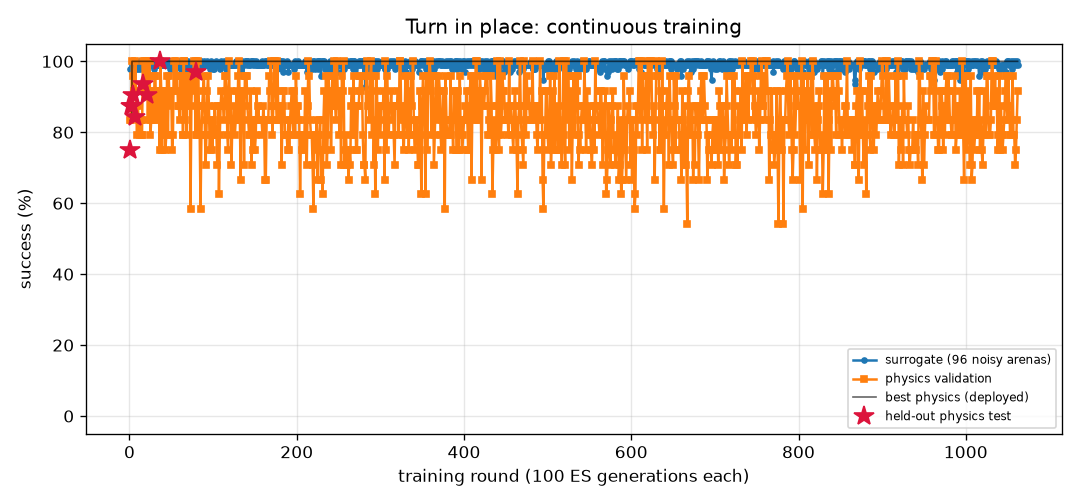 Turn in place: continuous training
success (%)
100
80
60
40
20
0
surrogate (96 noisy arenas)
physics validation
best physics (deployed)
held-out physics test
0 200 400 600 800 1000
training round (100 ES generations each)